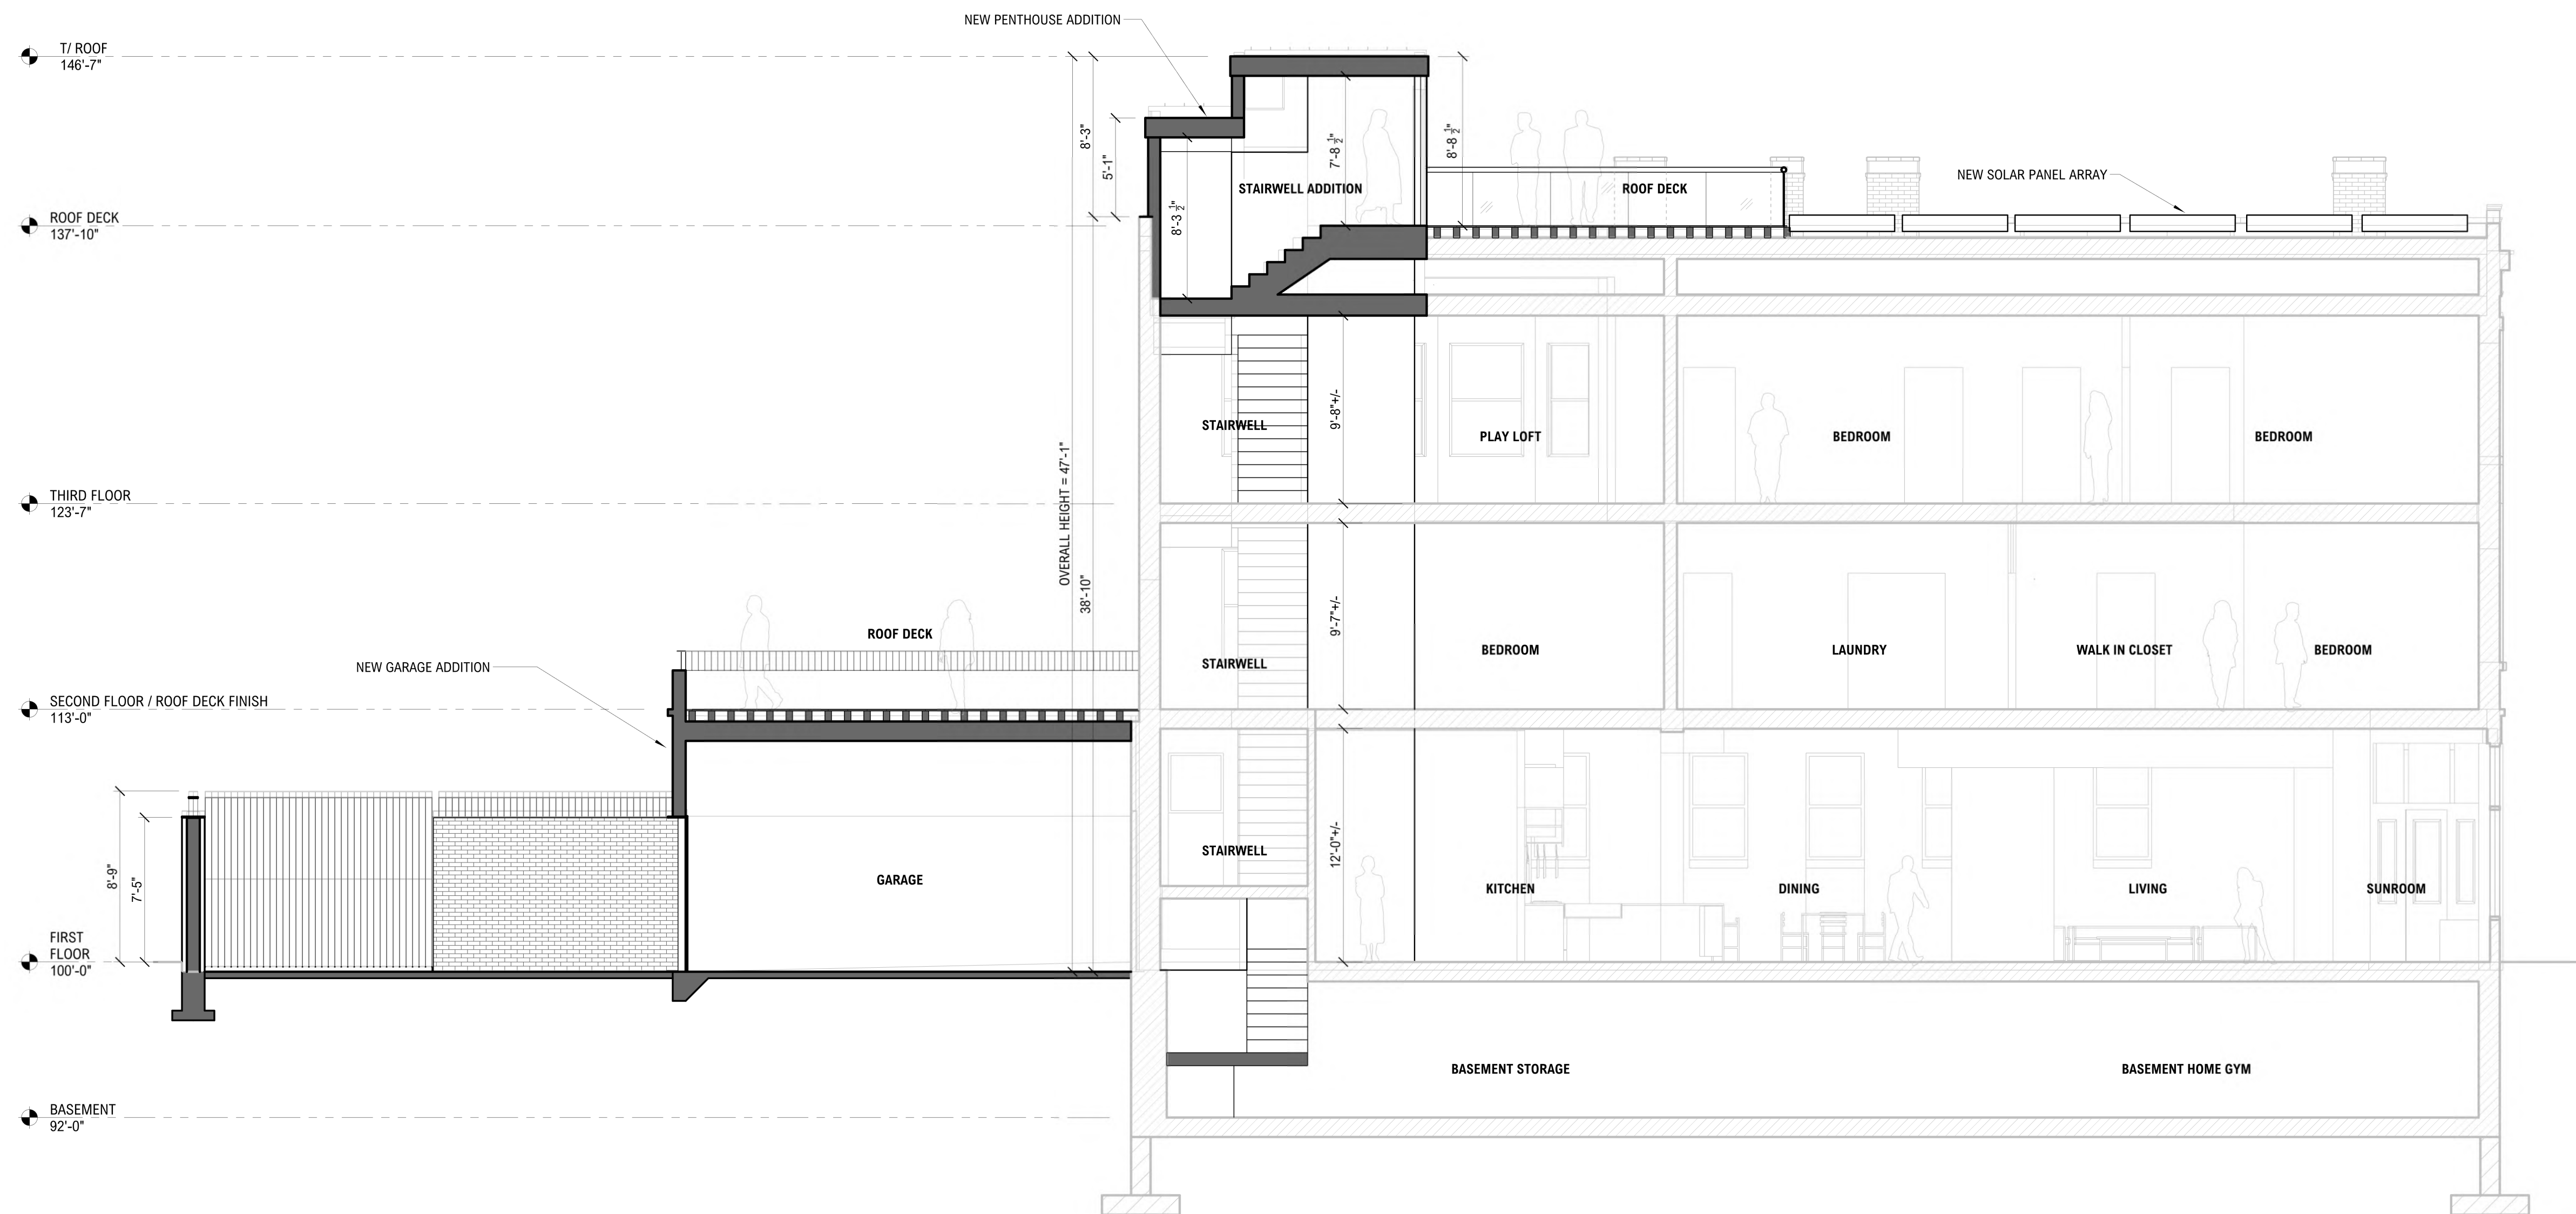 NEW PENTHOUSE ADDITION
T/ ROOF
146'-7"
8'-3"
5'-1"
7'-8 1/2"
8'-8 1/2"
STAIRWELL ADDITION
ROOF DECK
NEW SOLAR PANEL ARRAY
ROOF DECK
137'-10"
8'-3 1/2"
STAIRWELL
9'-8"+/-
PLAY LOFT
BEDROOM
BEDROOM
THIRD FLOOR
123'-7"
OVERALL HEIGHT = 47'-1"
38'-10"
9'-7"+/-
ROOF DECK
STAIRWELL
BEDROOM
LAUNDRY
WALK IN CLOSET
BEDROOM
NEW GARAGE ADDITION
SECOND FLOOR / ROOF DECK FINISH
113'-0"
8'-9"
7'-5"
GARAGE
STAIRWELL
12'-0"+/-
KITCHEN
DINING
LIVING
SUNROOM
FIRST
FLOOR
100'-0"
BASEMENT STORAGE
BASEMENT HOME GYM
BASEMENT
92'-0"